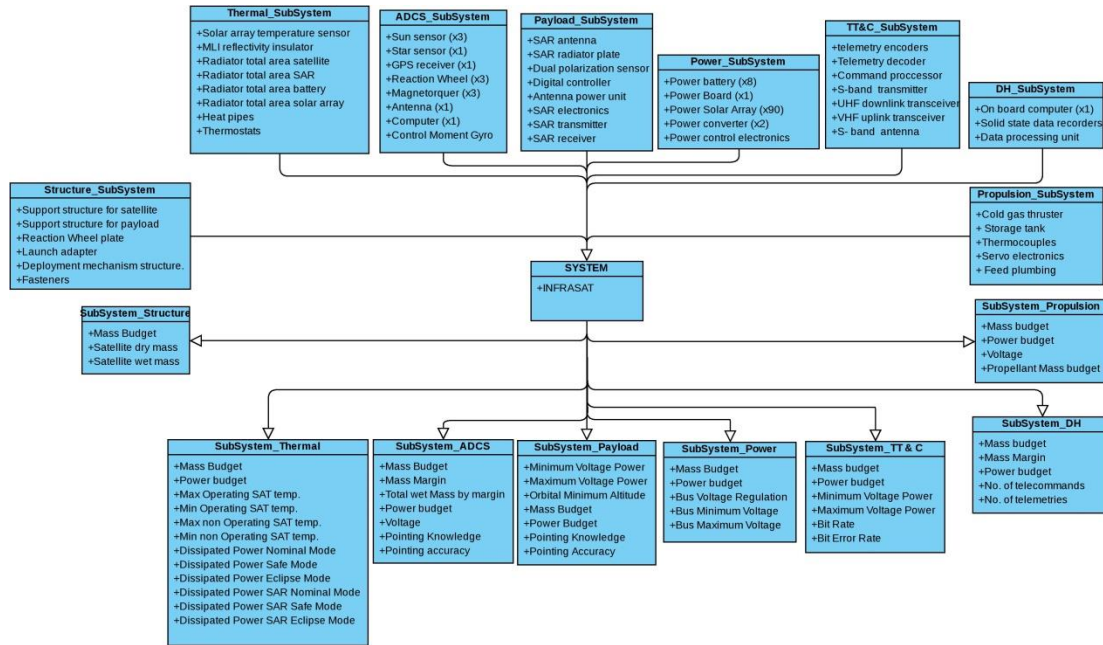 Thermal_SubSystem
+Solar array temperature sensor
+MLI reflectivity insulator
+Radiator total area satellite
+Radiator total area SAR
+Radiator total area battery
+Radiator total area solar array
+Heat pipes
+Thermostats
ADCS_SubSystem
+Sun sensor (x3)
+Star sensor (x1)
+GPS receiver (x1)
+Reaction Wheel (x3)
+Magnetorquer (x3)
+Antenna (x1)
+Computer (x1)
+Control Moment Gyro
Payload_SubSystem
+SAR antenna
+SAR radiator plate
+Dual polarization sensor
+Digital controller
+Antenna power unit
+SAR electronics
+SAR transmitter
+SAR receiver
Power_SubSystem
+Power battery (x8)
+Power Board (x1)
+Power Solar Array (x90)
+Power converter (x2)
+Power control electronics
TT&C_SubSystem
+telemetry encoders
+Telemetry decoder
+Command proccessor
+S-band transmitter
+UHF downlink transceiver
+VHF uplink transceiver
+S- band antenna
DH_SubSystem
+On board computer (x1)
+Solid state data recorders
+Data processing unit
Structure_SubSystem
+Support structure for satellite
+Support structure for payload
+Reaction Wheel plate
+Launch adapter
+Deployment mechanism structure.
+Fasteners
Propulsion_SubSystem
+Cold gas thruster
+ Storage tank
+Thermocouples
+Servo electronics
+ Feed plumbing
SYSTEM
+INFRASAT
SubSystem_Structure
+Mass Budget
+Satellite dry mass
+Satellite wet mass
SubSystem_Propulsion
+Mass budget
+Power budget
+Voltage
+Propellant Mass budget
SubSystem_Thermal
+Mass Budget
+Power budget
+Max Operating SAT temp.
+Min Operating SAT temp.
+Max non Operating SAT temp.
+Min non Operating SAT temp.
+Dissipated Power Nominal Mode
+Dissipated Power Safe Mode
+Dissipated Power Eclipse Mode
+Dissipated Power SAR Nominal Mode
+Dissipated Power SAR Safe Mode
+Dissipated Power SAR Eclipse Mode
SubSystem_ADCS
+Mass Budget
+Mass Margin
+Total wet Mass by margin
+Power budget
+Voltage
+Pointing Knowledge
+Pointing accuracy
SubSystem_Payload
+Minimum Voltage Power
+Maximum Voltage Power
+Orbital Minimum Altitude
+Mass Budget
+Power Budget
+Pointing Knowledge
+Pointing Accuracy
SubSystem_Power
+Mass Budget
+Power budget
+Bus Voltage Regulation
+Bus Minimum Voltage
+Bus Maximum Voltage
SubSystem_TT & C
+Mass budget
+Power budget
+Minimum Voltage Power
+Maximum Voltage Power
+Bit Rate
+Bit Error Rate
SubSystem_DH
+Mass budget
+Mass Margin
+Power budget
+No. of telecommands
+No. of telemetries